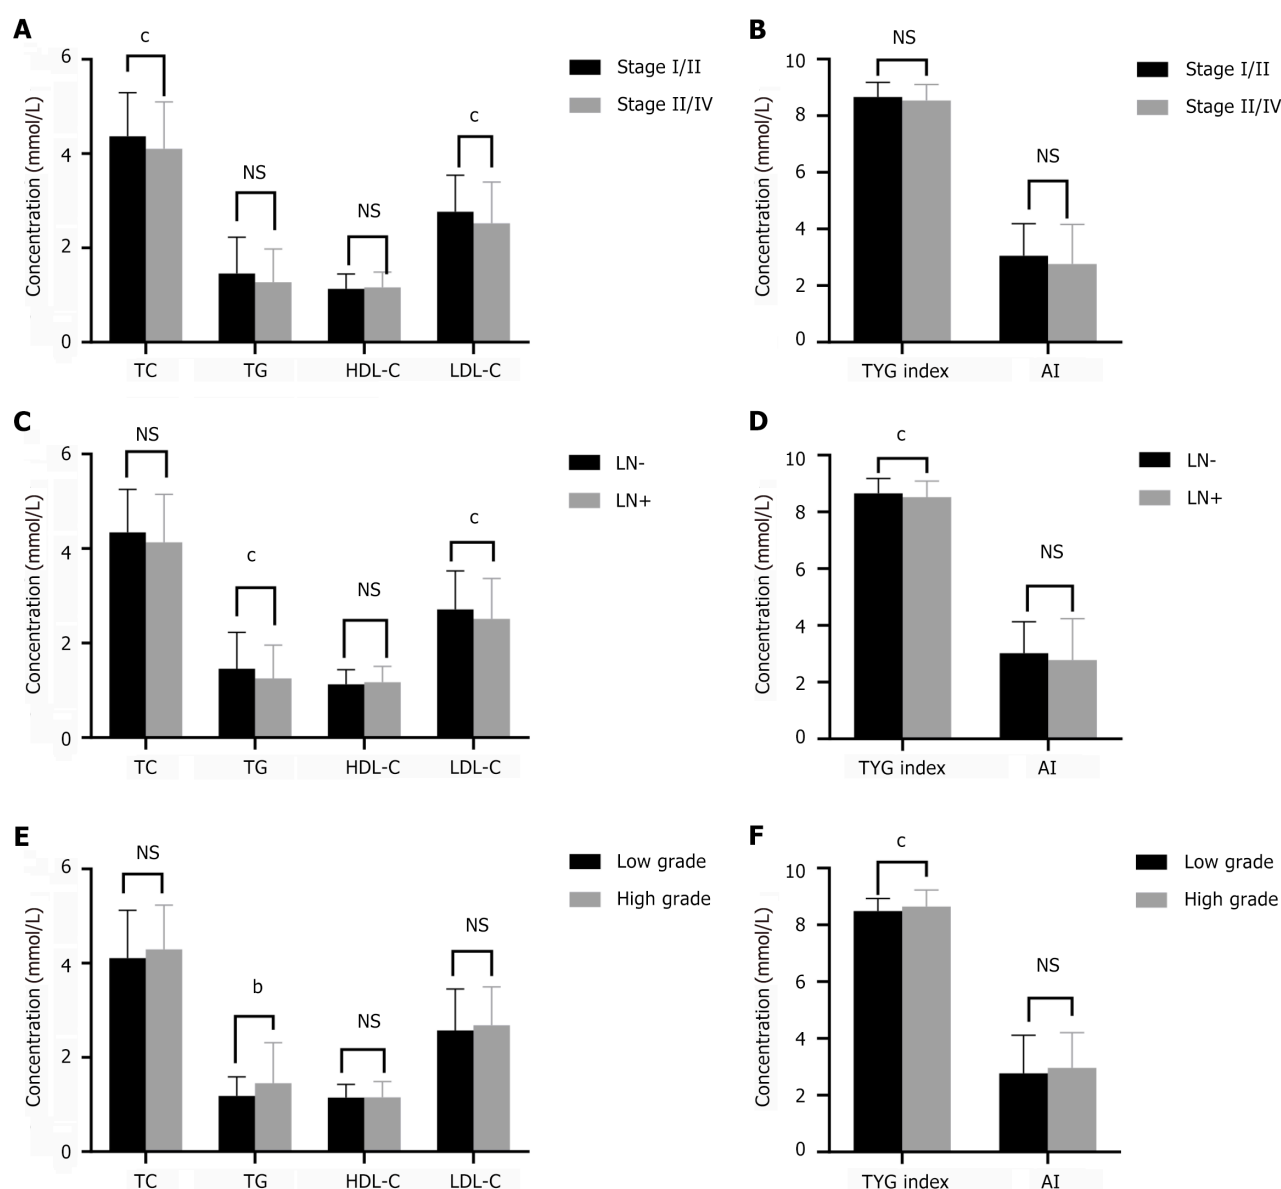 A
c
6
4
2
0
Concentration (mmol/L)
NS
NS
c
TC
TG
HDL-C
LDL-C
Stage I/II
Stage II/IV
B
NS
10
8
6
4
2
0
Concentration (mmol/L)
NS
TYG index
AI
Stage I/II
Stage II/IV
C
NS
6
4
2
0
Concentration (mmol/L)
c
NS
c
TC
TG
HDL-C
LDL-C
LN-
LN+
D
c
10
8
6
4
2
0
Concentration (mmol/L)
NS
TYG index
AI
LN-
LN+
E
NS
6
4
2
0
Concentration (mmol/L)
b
NS
NS
TC
TG
HDL-C
LDL-C
Low grade
High grade
F
c
10
8
6
4
2
0
Concentration (mmol/L)
NS
TYG index
AI
Low grade
High grade